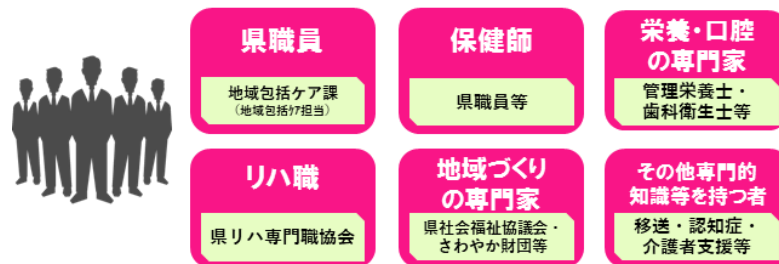 県職員
地域包括ケア課
(地域包括ｹｱ担当)
保健師
県職員等
栄養・口腔
の専門家
管理栄養士・
歯科衛生士等
リハ職
県リハ専門職協会
地域づくり
の専門家
県社会福祉協議会・
さわやか財団等
その他専門的
知識等を持つ者
移送・認知症・
介護者支援等